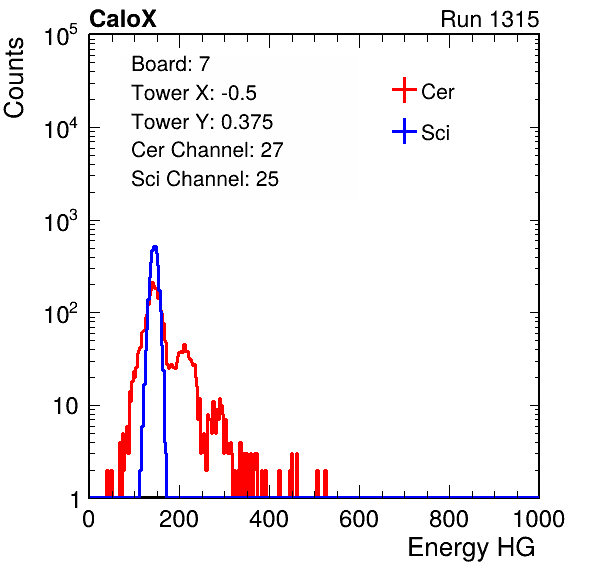 CaloX Run 1315
Counts
10^5
10^4
10^3
10^2
10
1
Board: 7
Tower X: -0.5
Tower Y: 0.375
Cer Channel: 27
Sci Channel: 25
Cer
Sci
0 200 400 600 800 1000
Energy HG